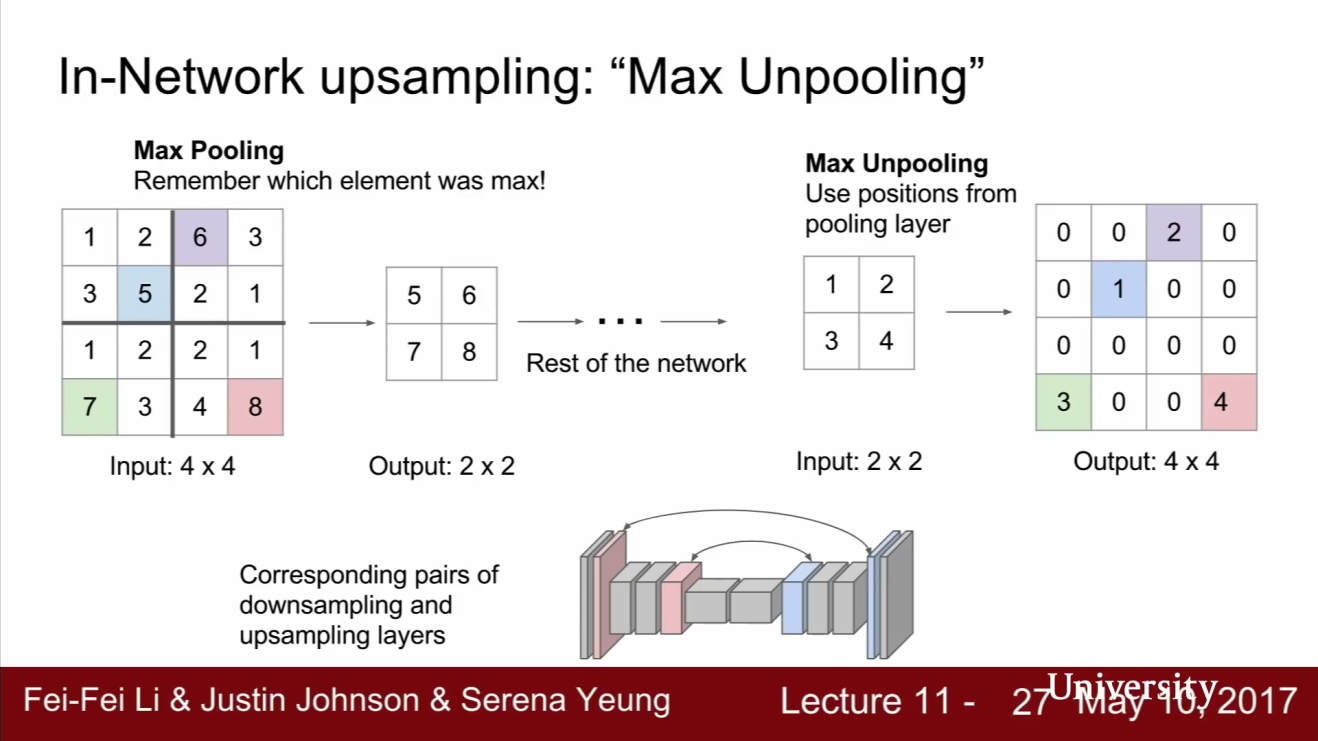 In-Network upsampling: “Max Unpooling”
Max Pooling
Remember which element was max!
1 2 6 3
3 5 2 1
1 2 2 1
7 3 4 8
Input: 4 x 4
5 6
7 8
Output: 2 x 2
...
Rest of the network
Max Unpooling
Use positions from
pooling layer
1 2
3 4
Input: 2 x 2
0 0 2 0
0 1 0 0
0 0 0 0
3 0 0 4
Output: 4 x 4
Corresponding pairs of
downsampling and
upsampling layers
Fei-Fei Li & Justin Johnson & Serena Yeung
Lecture 11 - 27 May 10, 2017
University